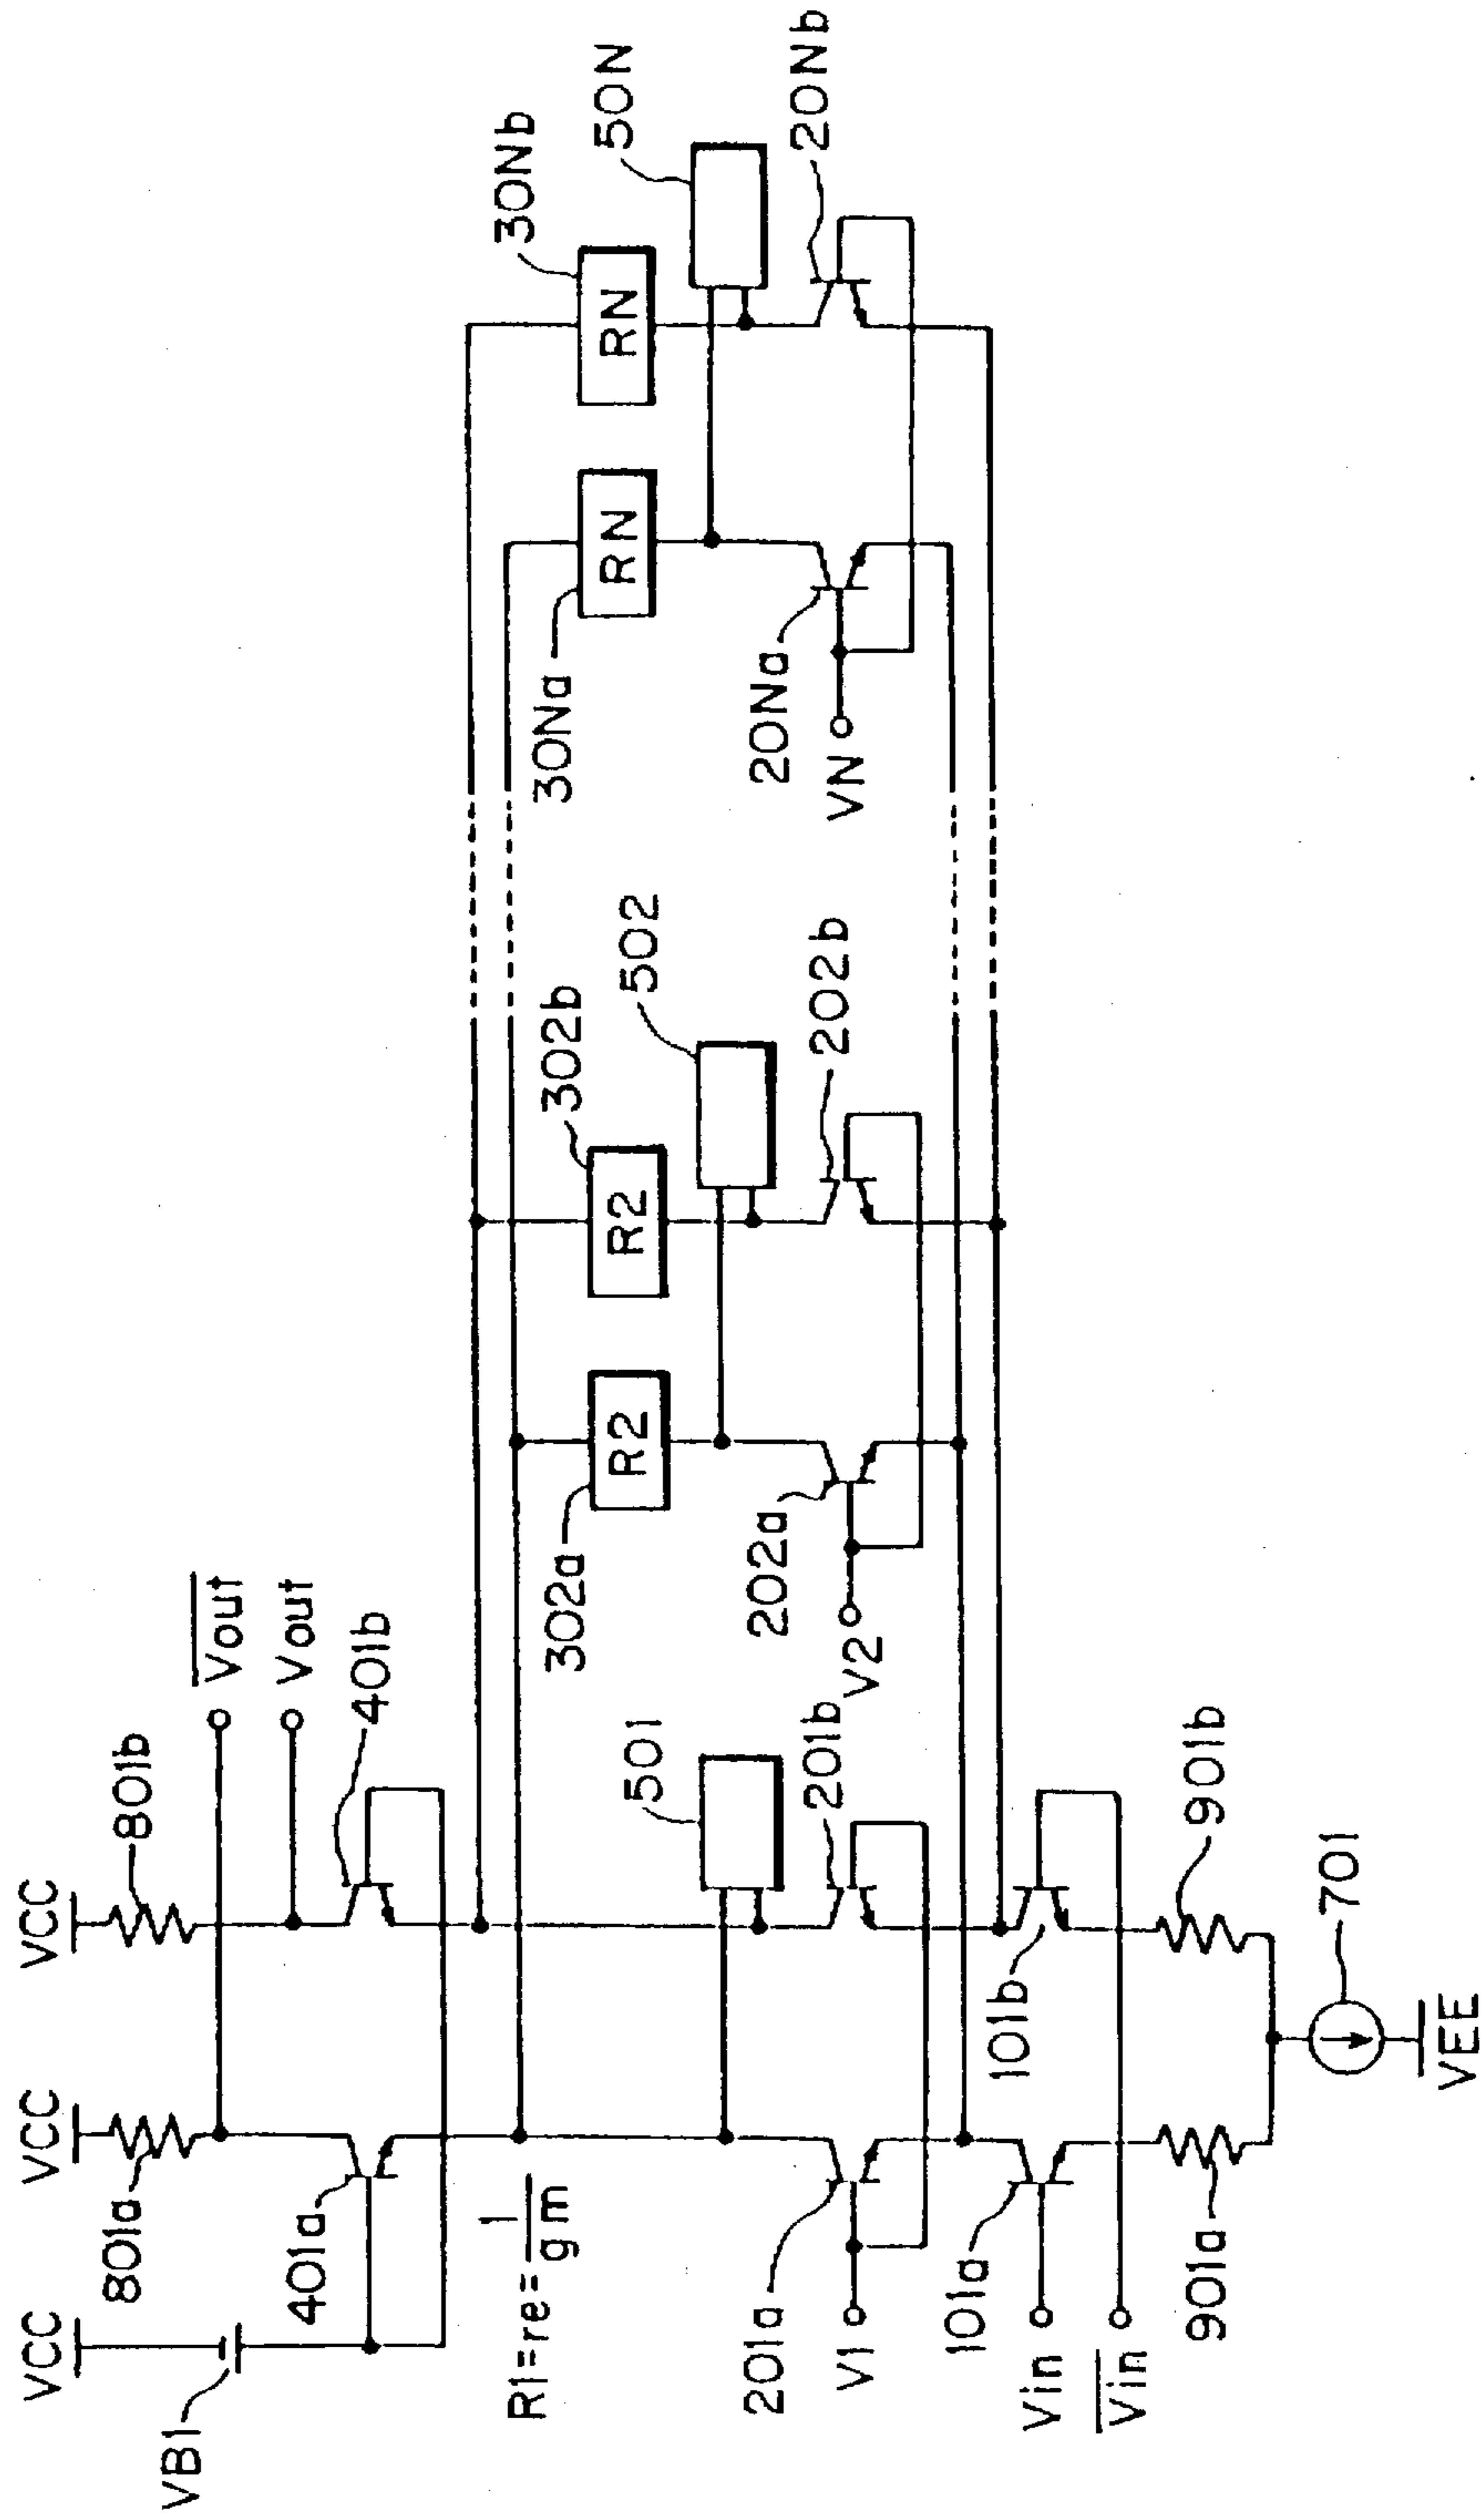 VCC
VCC
VCC
801a
801b
Vout
Vout
VB1
401a
401b
R1=re=1/gm
302a
R2
302b
R2
30Na
RN
30Nb
RN
501
502
50N
201a
201b
202a
202b
20Na
20Nb
V1
V2
VN
101a
101b
Vin
Vin
901a
901b
701
VEE